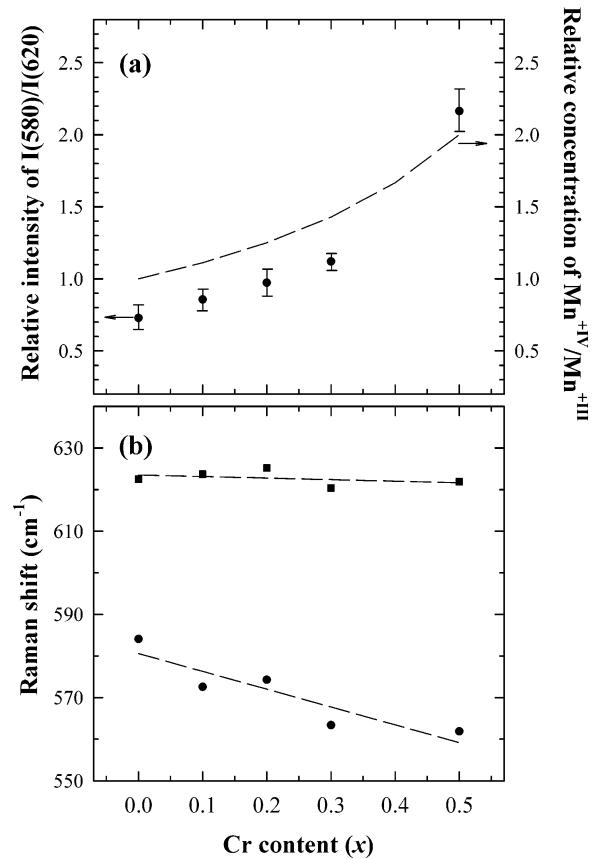 (a)
Relative intensity of I(580)/I(620)
2.5
2.0
1.5
1.0
0.5
2.5
2.0
1.5
1.0
0.5
Relative concentration of Mn+IV/Mn+III
(b)
Raman shift (cm-1)
630
610
590
570
550
0.0 0.1 0.2 0.3 0.4 0.5
Cr content (x)